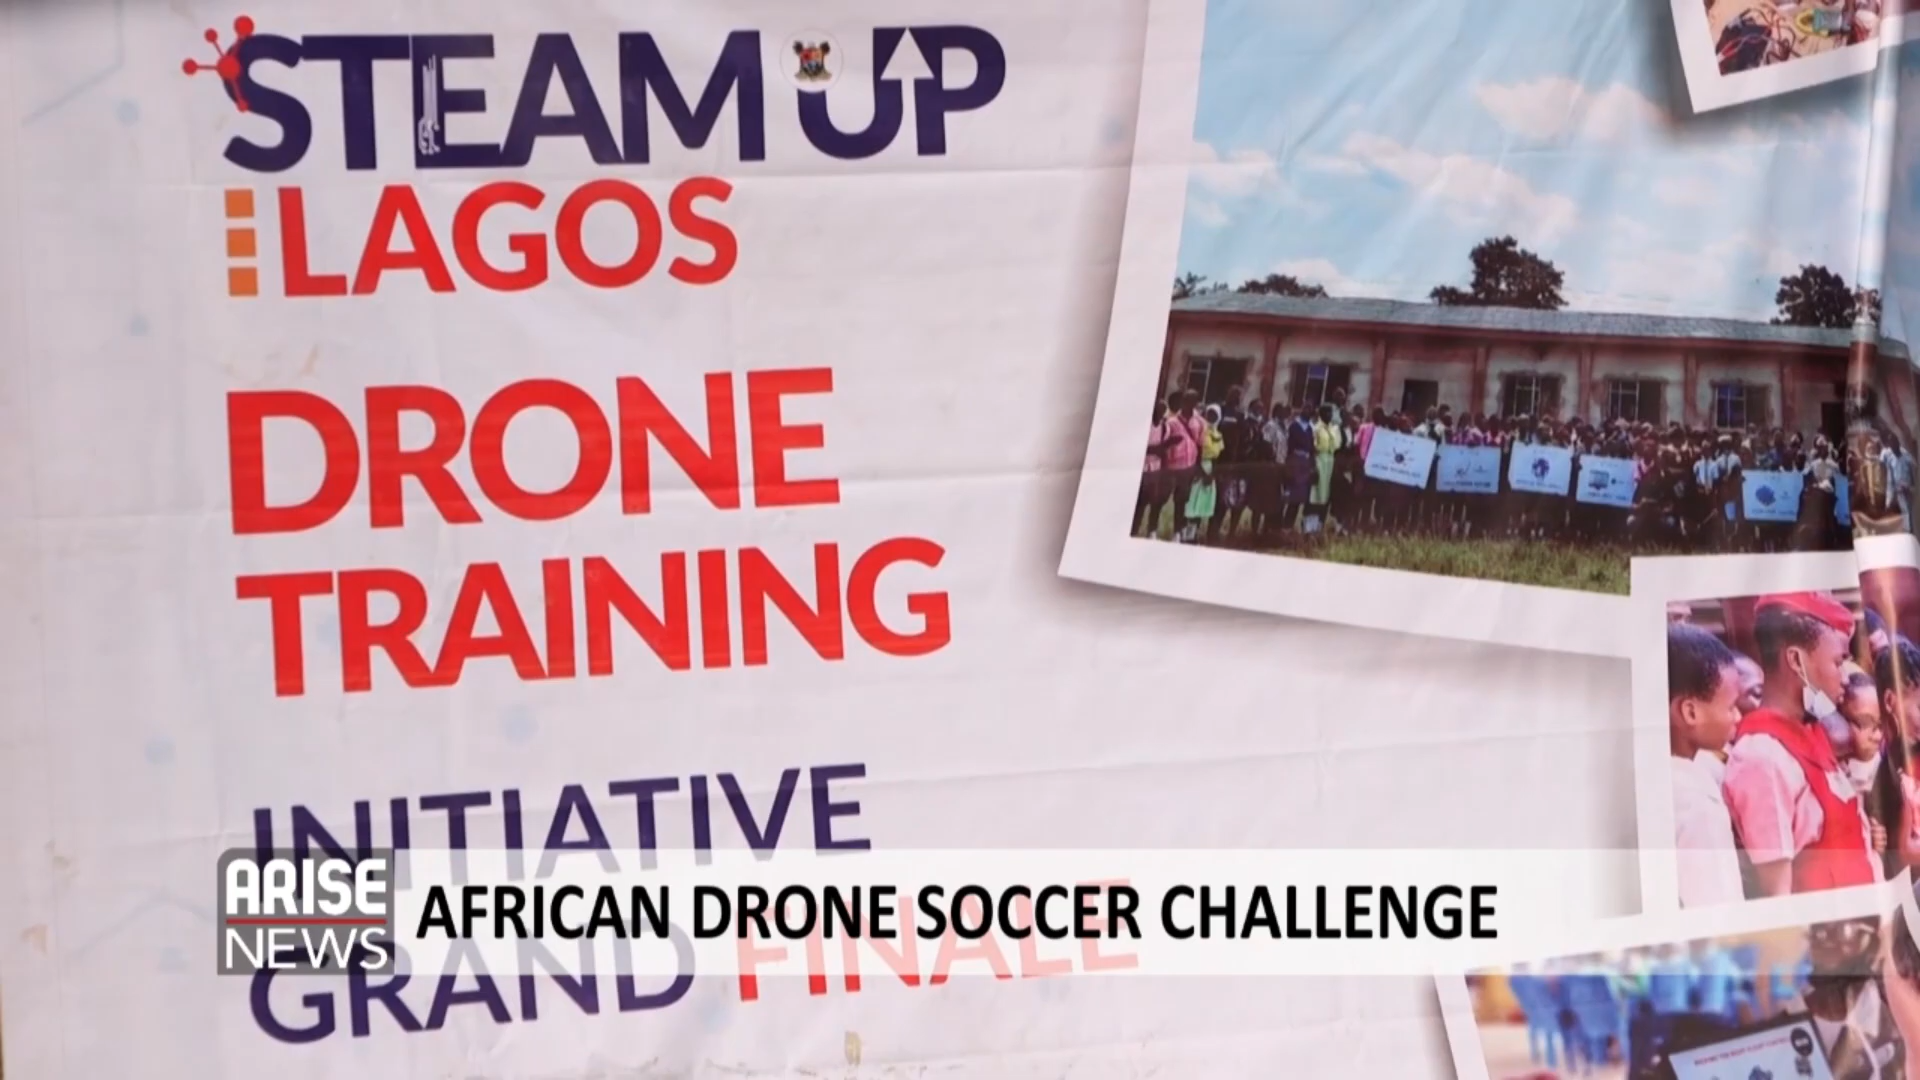 STEAM UP
LAGOS
DRONE
TRAINING
INITIATIVE
GRAND FINALE
ARISE
NEWS
AFRICAN DRONE SOCCER CHALLENGE